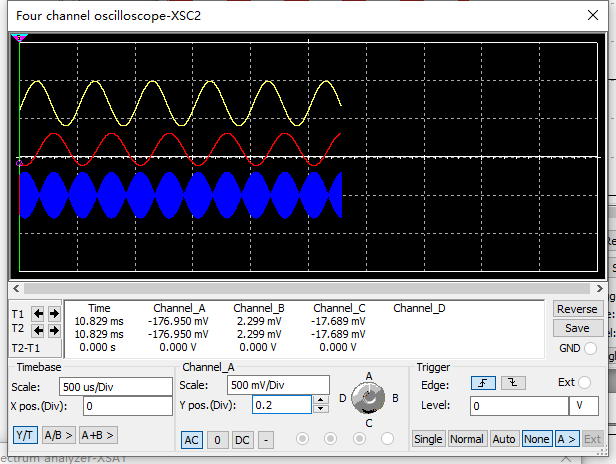 Four channel oscilloscope-XSC2
Time Channel_A Channel_B Channel_C Channel_D
T1 10.829 ms -176.950 mV 2.299 mV -17.689 mV
T2 10.829 ms -176.950 mV 2.299 mV -17.689 mV
T2-T1 0.000 s 0.000 V 0.000 V 0.000 V
Reverse
Save
GND
Timebase
Scale: 500 us/Div
X pos.(Div): 0
Y/T A/B > A+B >
Channel_A
Scale: 500 mV/Div
Y pos.(Div): 0.2
AC 0 DC -
A
D B
C
Trigger
Edge: Ext
Level: 0 V
Single Normal Auto None A > Ext
ectrum analyzer-XSA1